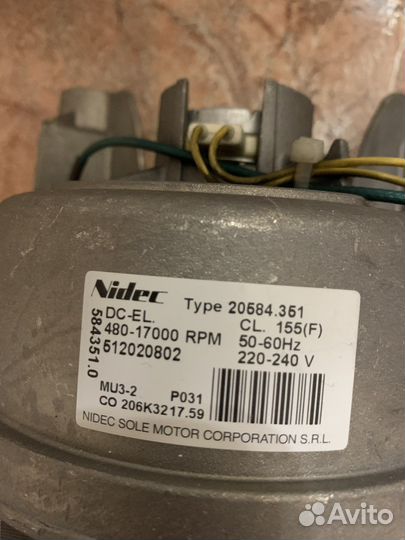 Nidec Type 20584.351
DC-EL. CL. 155(F)
480-17000 RPM 50-60Hz
512020802 220-240 V
584351.0
MU3-2 P031
CO 206K3217.59
NIDEC SOLE MOTOR CORPORATION S.R.L.
Avito